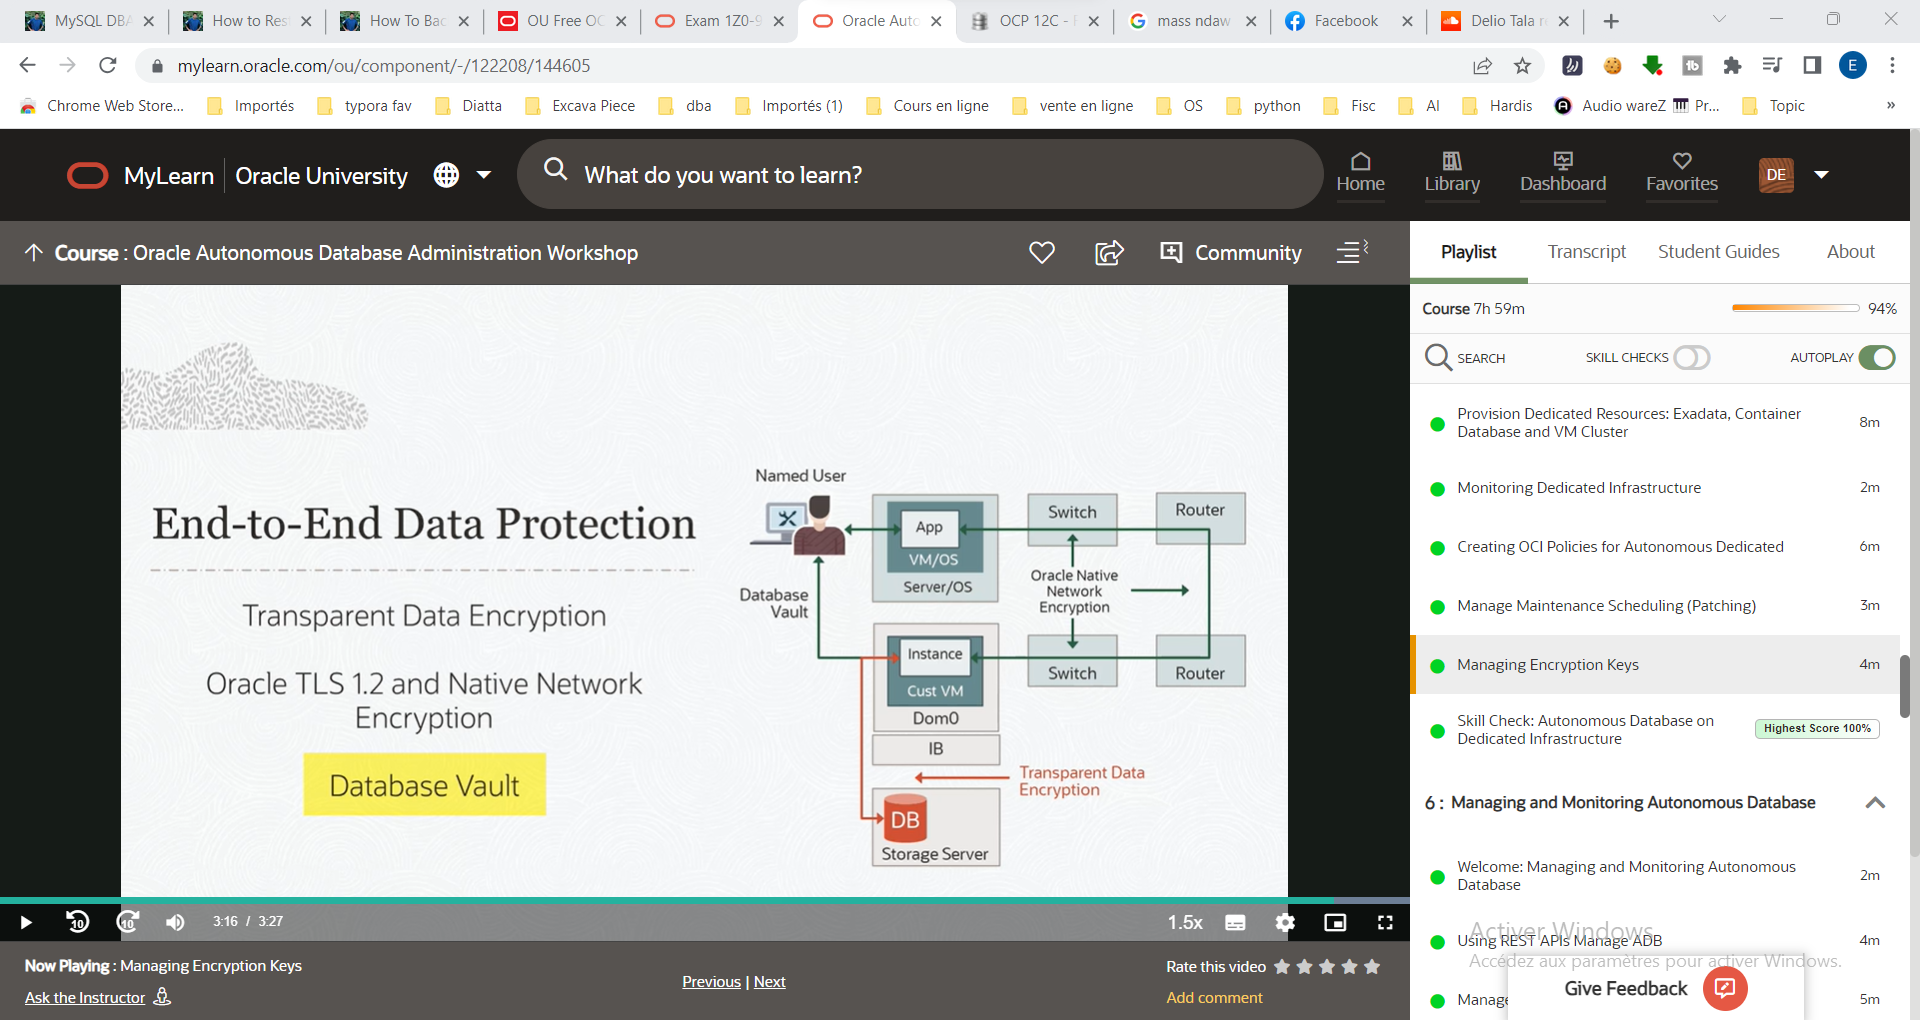 MySQL DBA
How to Res
How To Bac
OU Free OC
Exam 1Z0-9
Oracle Auto
OCP 12C -
mass ndaw
Facebook
Delio Tala r
mylearn.oracle.com/ou/component/-/122208/144605
E
Chrome Web Store...
Importés
typora fav
Diatta
Excava Piece
dba
Importés (1)
Cours en ligne
vente en ligne
OS
python
Fisc
AI
Hardis
Audio wareZ
Pr...
Topic
»
MyLearn
Oracle University
What do you want to learn?
Home
Library
Dashboard
Favorites
DE
Course : Oracle Autonomous Database Administration Workshop
Community
Playlist
Transcript
Student Guides
About
Course 7h 59m
94%
SEARCH
SKILL CHECKS
AUTOPLAY
End-to-End Data Protection
Transparent Data Encryption
Oracle TLS 1.2 and Native Network
Encryption
Database Vault
Named User
App
VM/OS
Server/OS
Switch
Router
Database
Vault
Oracle Native
Network
Encryption
Instance
Cust VM
Dom0
IB
Switch
Router
Transparent Data
Encryption
DB
Storage Server
Provision Dedicated Resources: Exadata, Container
Database and VM Cluster
8m
Monitoring Dedicated Infrastructure
2m
Creating OCI Policies for Autonomous Dedicated
6m
Manage Maintenance Scheduling (Patching)
3m
Managing Encryption Keys
4m
Skill Check: Autonomous Database on
Dedicated Infrastructure
Highest Score 100%
6 : Managing and Monitoring Autonomous Database
Welcome: Managing and Monitoring Autonomous
Database
2m
Using REST APIs Manage ADB
4m
Manage
5m
Activer Windows
Accédez aux paramètres pour activer Windows.
Give Feedback
10
10
3:16 / 3:27
1.5x
Now Playing : Managing Encryption Keys
Ask the Instructor
Previous | Next
Rate this video
Add comment